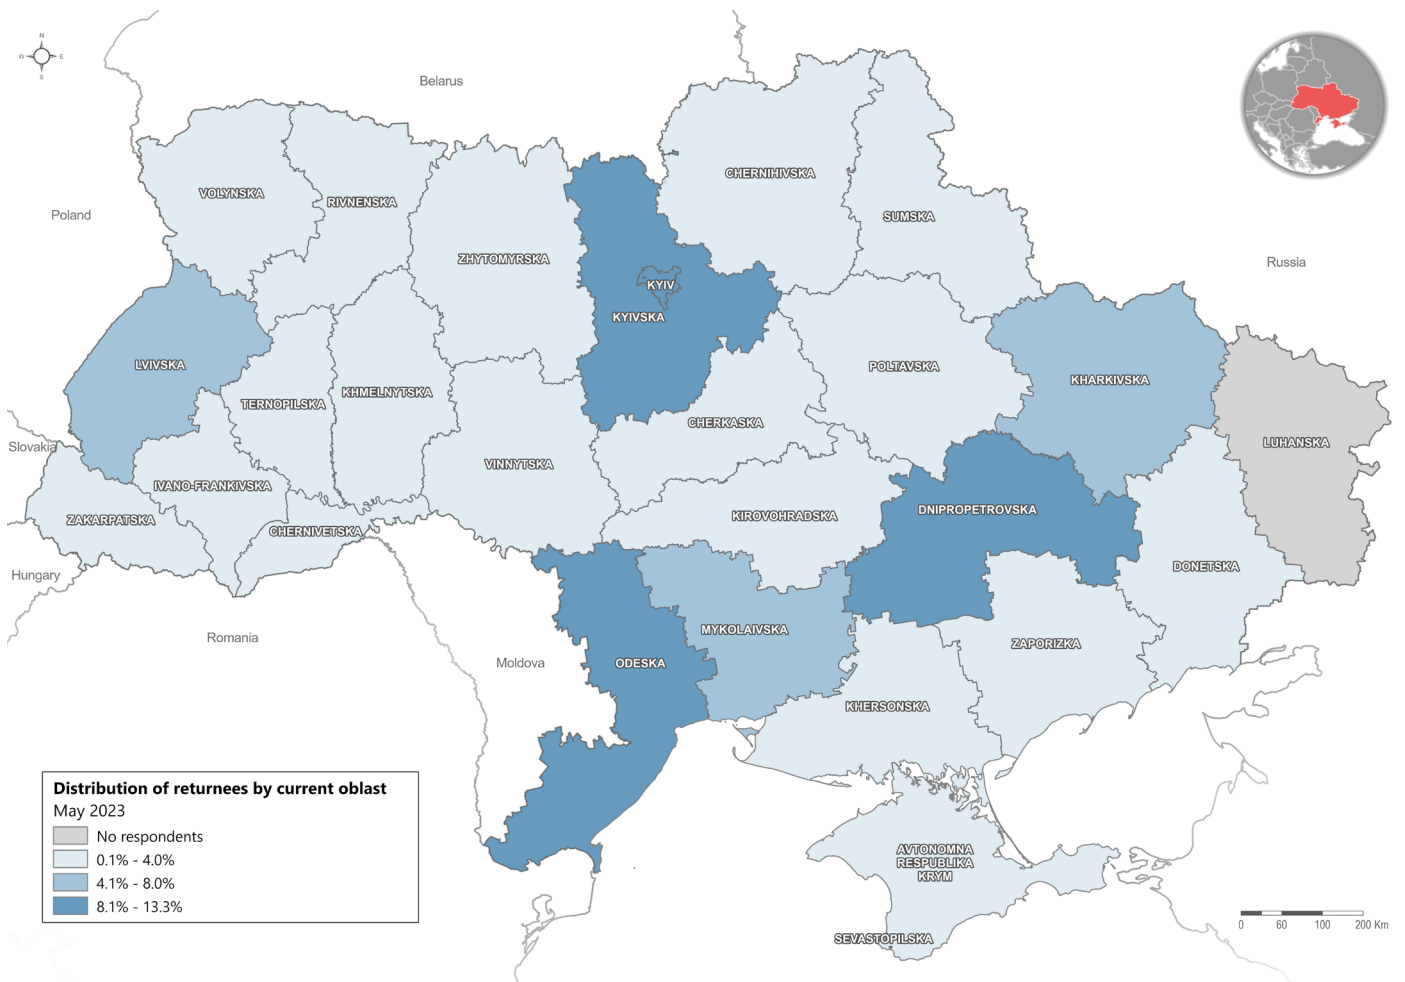 N
W E
S
Belarus
Poland
Russia
Slovakia
Hungary
Romania
Moldova
VOLYNSKA
RIVNENSKA
ZHYTOMYRSKA
CHERNIHIVSKA
SUMSKA
KYIV
KYIVSKA
LVIVSKA
TERNOPILSKA
KHMELNYTSKA
POLTAVSKA
KHARKIVSKA
CHERKASKA
LUHANSKA
VINNYTSKA
IVANO-FRANKIVSKA
ZAKARPATSKA
CHERNIVETSKA
KIROVOHRADSKA
DNIPROPETROVSKA
DONETSKA
MYKOLAIVSKA
ZAPORIZKA
ODESKA
KHERSONSKA
AVTONOMNA
RESPUBLIKA
KRYM
SEVASTOPILSKA
Distribution of returnees by current oblast
May 2023
No respondents
0.1% - 4.0%
4.1% - 8.0%
8.1% - 13.3%
0 60 100 200 Km